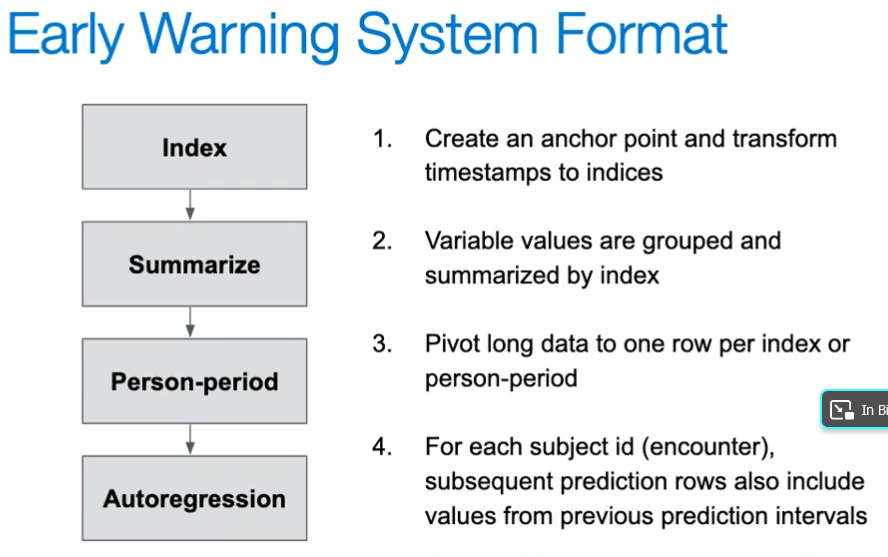 Early Warning System Format
Index
1. Create an anchor point and transform
timestamps to indices
Summarize
2. Variable values are grouped and
summarized by index
Person-period
3. Pivot long data to one row per index or
person-period
In Bi
Autoregression
4. For each subject id (encounter),
subsequent prediction rows also include
values from previous prediction intervals